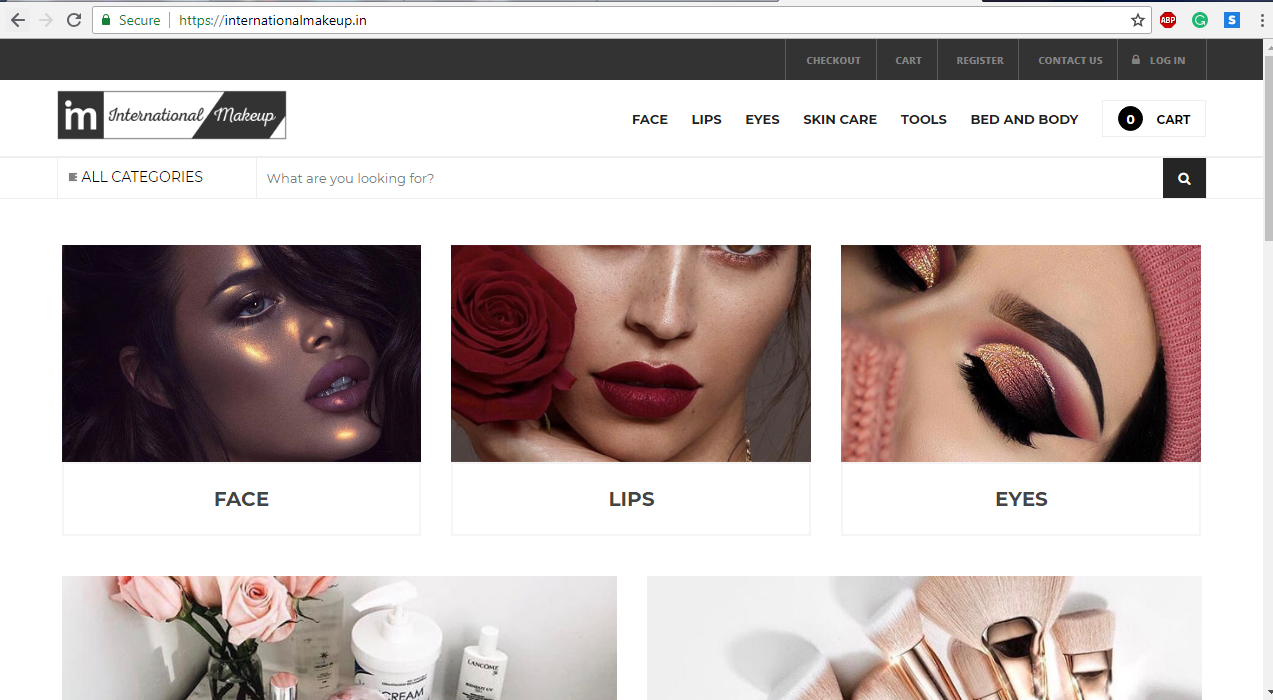 Secure https://internationalmakeup.in
ABP
S
CHECKOUT CART REGISTER CONTACT US LOG IN
im International Makeup
FACE LIPS EYES SKIN CARE TOOLS BED AND BODY 0 CART
ALL CATEGORIES What are you looking for?
FACE LIPS EYES
LANCÔME
CREAM